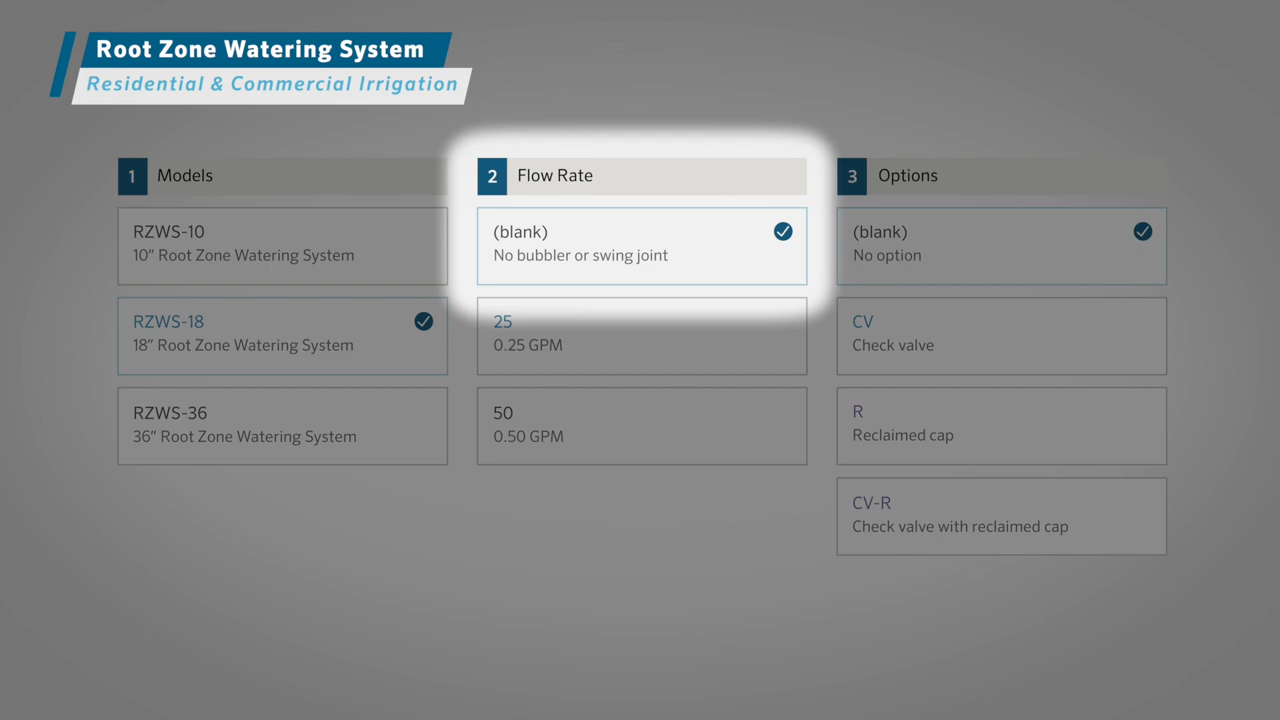 Root Zone Watering System
Residential & Commercial Irrigation
1 Models
RZWS-10
10” Root Zone Watering System
RZWS-18
18” Root Zone Watering System
RZWS-36
36” Root Zone Watering System
2 Flow Rate
(blank)
No bubbler or swing joint
25
0.25 GPM
50
0.50 GPM
3 Options
(blank)
No option
CV
Check valve
R
Reclaimed cap
CV-R
Check valve with reclaimed cap